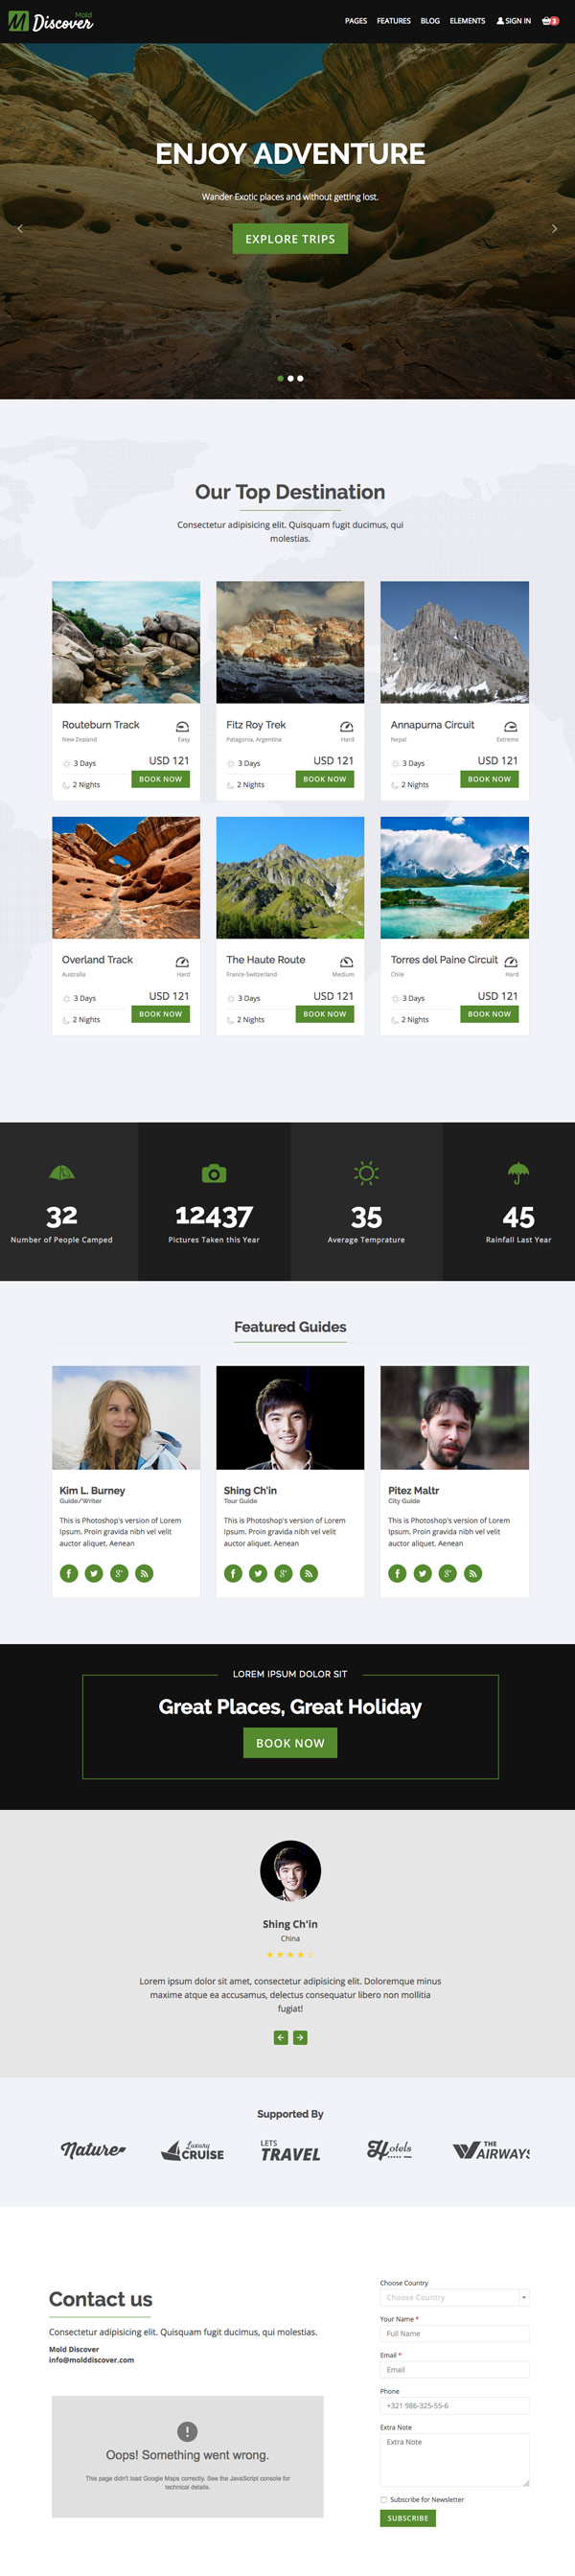 Mold
M Discover
PAGES FEATURES BLOG ELEMENTS SIGN IN 3
ENJOY ADVENTURE
Wander Exotic places and without getting lost.
EXPLORE TRIPS
Our Top Destination
Consectetur adipisicing elit. Quisquam fugit ducimus, qui
molestias.
Routeburn Track
New Zealand Easy
3 Days USD 121
2 Nights BOOK NOW
Fitz Roy Trek
Patagonia, Argentina Hard
3 Days USD 121
2 Nights BOOK NOW
Annapurna Circuit
Nepal Extreme
3 Days USD 121
2 Nights BOOK NOW
Overland Track
Australia Hard
3 Days USD 121
2 Nights BOOK NOW
The Haute Route
France-Switzerland Medium
3 Days USD 121
2 Nights BOOK NOW
Torres del Paine Circuit
Chile Hard
3 Days USD 121
2 Nights BOOK NOW
32
Number of People Camped
12437
Pictures Taken this Year
35
Average Temprature
45
Rainfall Last Year
Featured Guides
Kim L. Burney
Guide/Writer
This is Photoshop's version of Lorem
Ipsum. Proin gravida nibh vel velit
auctor aliquet. Aenean
Shing Ch'in
Tour Guide
This is Photoshop's version of Lorem
Ipsum. Proin gravida nibh vel velit
auctor aliquet. Aenean
Pitez Maltr
City Guide
This is Photoshop's version of Lorem
Ipsum. Proin gravida nibh vel velit
auctor aliquet. Aenean
LOREM IPSUM DOLOR SIT
Great Places, Great Holiday
BOOK NOW
Shing Ch'in
China
Lorem ipsum dolor sit amet, consectetur adipisicing elit. Doloremque minus
maxime atque ea accusamus, delectus consequatur libero non mollitia
fugiat!
Supported By
Nature
Luxury
CRUISE
LETS
TRAVEL
Hotels
THE
AIRWAYS
Contact us
Consectetur adipisicing elit. Quisquam fugit ducimus, qui molestias.
Mold Discover
info@molddiscover.com
Oops! Something went wrong.
This page didn't load Google Maps correctly. See the JavaScript console for
technical details.
Choose Country
Choose Country
Your Name *
Full Name
Email *
Email
Phone
+321 986-325-55-6
Extra Note
Extra Note
Subscribe for Newsletter
SUBSCRIBE